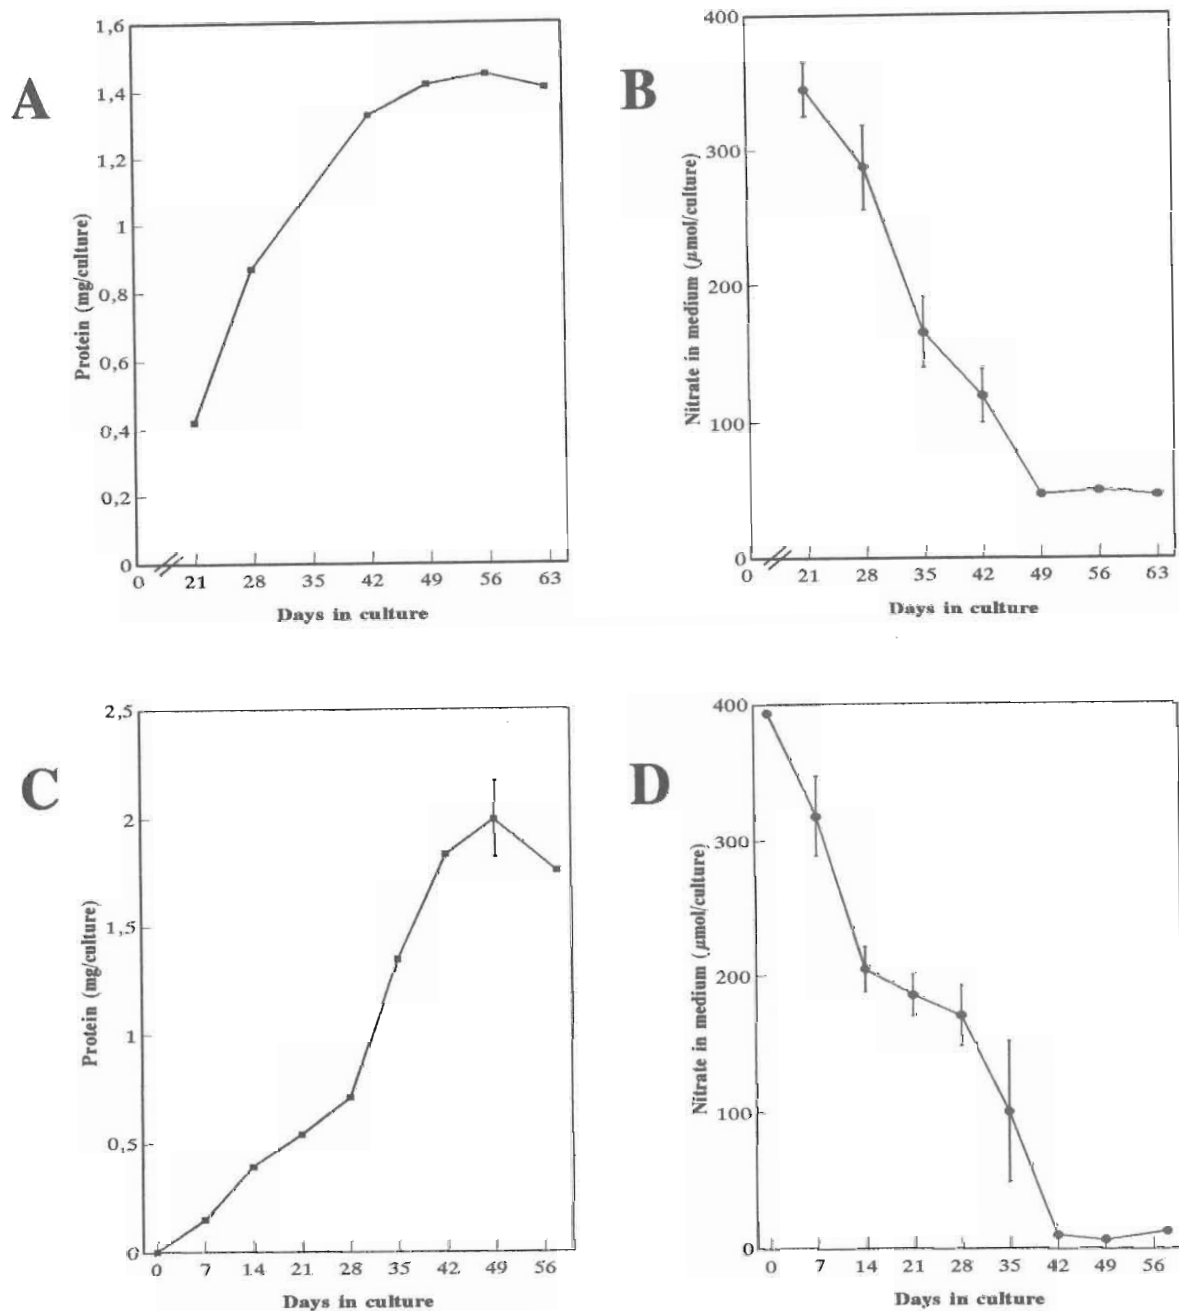 A
Protein (mg/culture)
1,6
1,4
1,2
1
0,8
0,6
0,4
0,2
0
0 21 28 35 42 49 56 63
Days in culture
B
Nitrate in medium (μmol/culture)
400
300
200
100
0
0 21 28 35 42 49 56 63
Days in culture
C
Protein (mg/culture)
2,5
2
1,5
1
0,5
0
0 7 14 21 28 35 42 49 56
Days in culture
D
Nitrate in medium (μmol/culture)
400
300
200
100
0
0 7 14 21 28 35 42 49 56
Days in culture